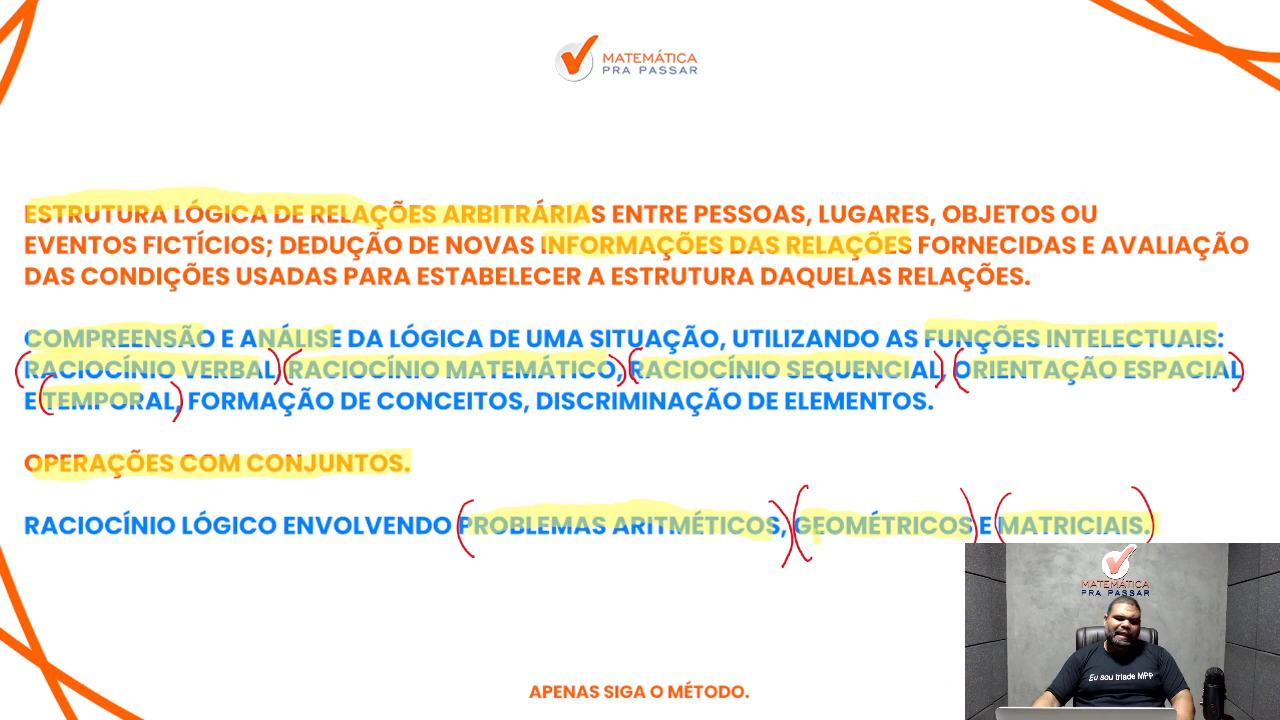 MATEMÁTICA
PRA PASSAR
ESTRUTURA LÓGICA DE RELAÇÕES ARBITRÁRIAS ENTRE PESSOAS, LUGARES, OBJETOS OU
EVENTOS FICTÍCIOS; DEDUÇÃO DE NOVAS INFORMAÇÕES DAS RELAÇÕES FORNECIDAS E AVALIAÇÃO
DAS CONDIÇÕES USADAS PARA ESTABELECER A ESTRUTURA DAQUELAS RELAÇÕES.
COMPREENSÃO E ANÁLISE DA LÓGICA DE UMA SITUAÇÃO, UTILIZANDO AS FUNÇÕES INTELECTUAIS:
RACIOCÍNIO VERBAL, RACIOCÍNIO MATEMÁTICO, RACIOCÍNIO SEQUENCIAL, ORIENTAÇÃO ESPACIAL
E TEMPORAL, FORMAÇÃO DE CONCEITOS, DISCRIMINAÇÃO DE ELEMENTOS.
OPERAÇÕES COM CONJUNTOS.
RACIOCÍNIO LÓGICO ENVOLVENDO PROBLEMAS ARITMÉTICOS, GEOMÉTRICOS E MATRICIAIS.
MATEMÁTICA
PRA PASSAR
Eu sou tríade MPP
APENAS SIGA O MÉTODO.